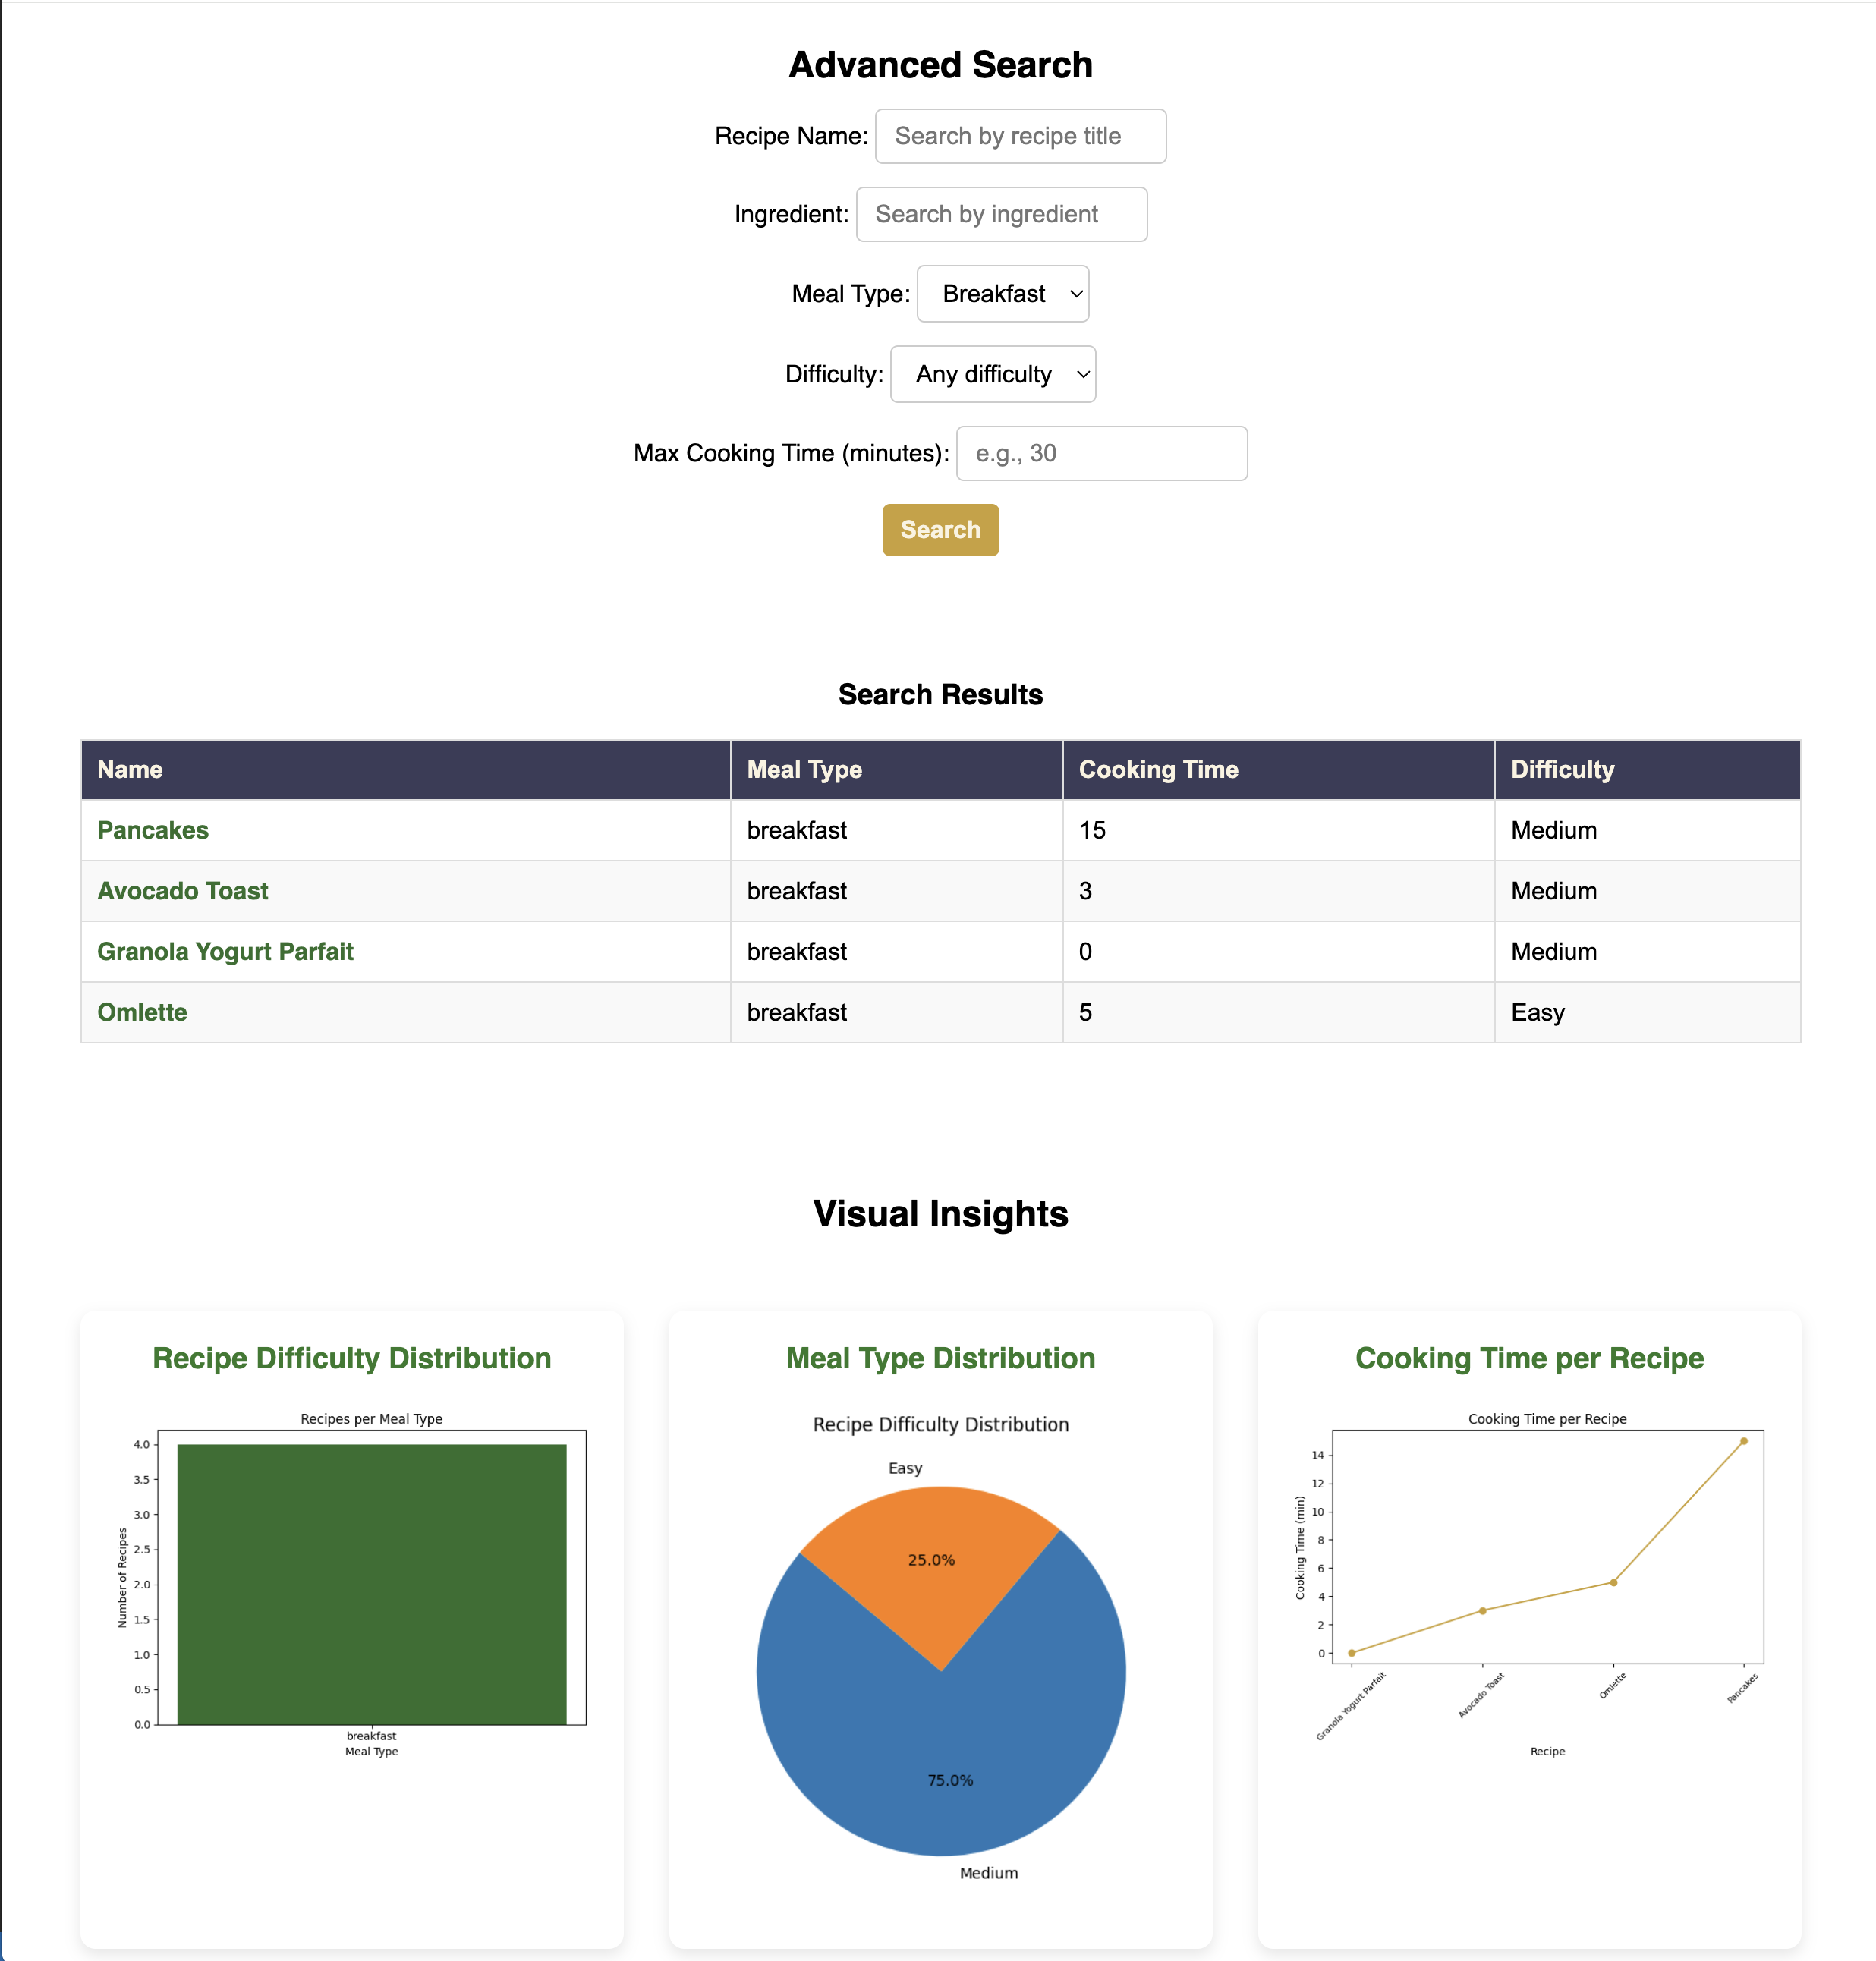 Advanced Search
Recipe Name: Search by recipe title
Ingredient: Search by ingredient
Meal Type: Breakfast
Difficulty: Any difficulty
Max Cooking Time (minutes): e.g., 30
Search
Search Results
Name Meal Type Cooking Time Difficulty
Pancakes breakfast 15 Medium
Avocado Toast breakfast 3 Medium
Granola Yogurt Parfait breakfast 0 Medium
Omlette breakfast 5 Easy
Visual Insights
Recipe Difficulty Distribution
Recipes per Meal Type
Number of Recipes
4.0
3.5
3.0
2.5
2.0
1.5
1.0
0.5
0.0
breakfast
Meal Type
Meal Type Distribution
Recipe Difficulty Distribution
Easy
25.0%
75.0%
Medium
Cooking Time per Recipe
Cooking Time per Recipe
Cooking Time (min)
14
12
10
8
6
4
2
0
Granola Yogurt Parfait
Avocado Toast
Omlette
Pancakes
Recipe